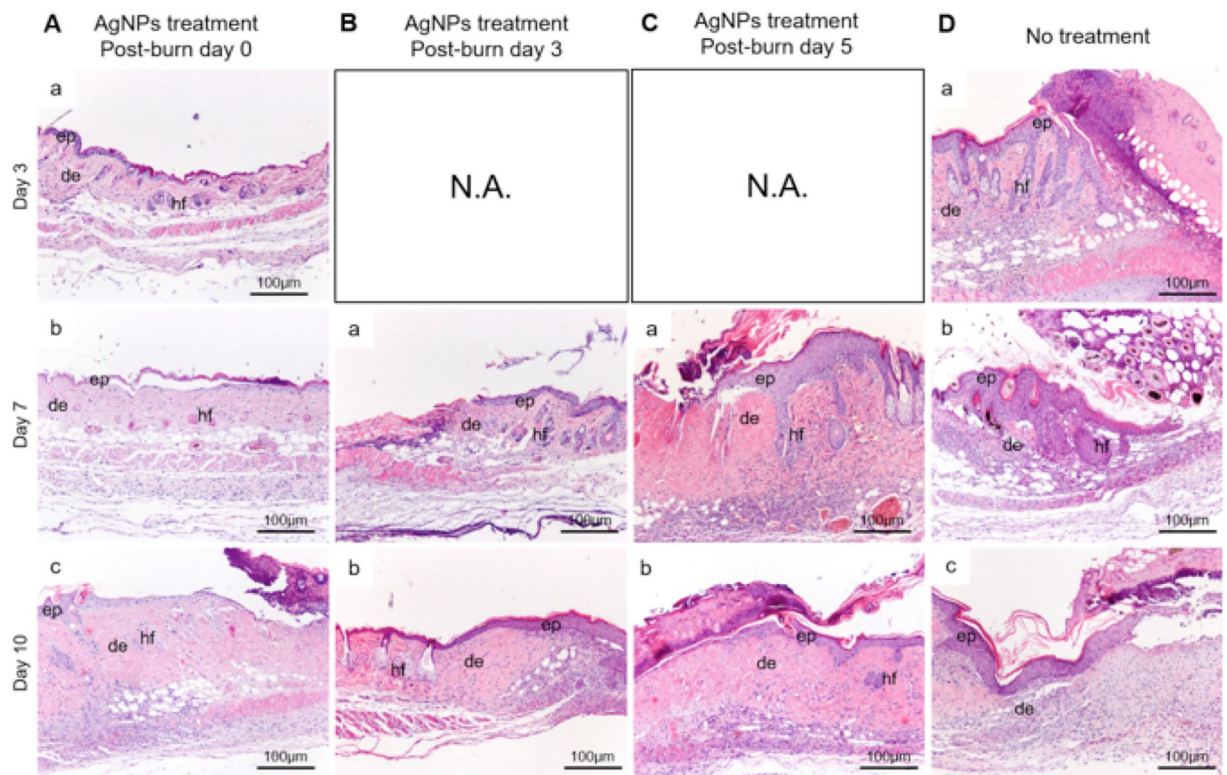 A AgNPs treatment
Post-burn day 0
B AgNPs treatment
Post-burn day 3
C AgNPs treatment
Post-burn day 5
D No treatment
Day 3
a
ep
de
hf
100μm
N.A.
N.A.
a
ep
hf
de
100μm
Day 7
b
ep
de
hf
100μm
a
ep
de
hf
100μm
a
ep
de
hf
100μm
b
ep
de
hf
100μm
Day 10
c
ep
de
hf
100μm
b
ep
hf
de
100μm
b
ep
de
hf
100μm
c
ep
de
100μm